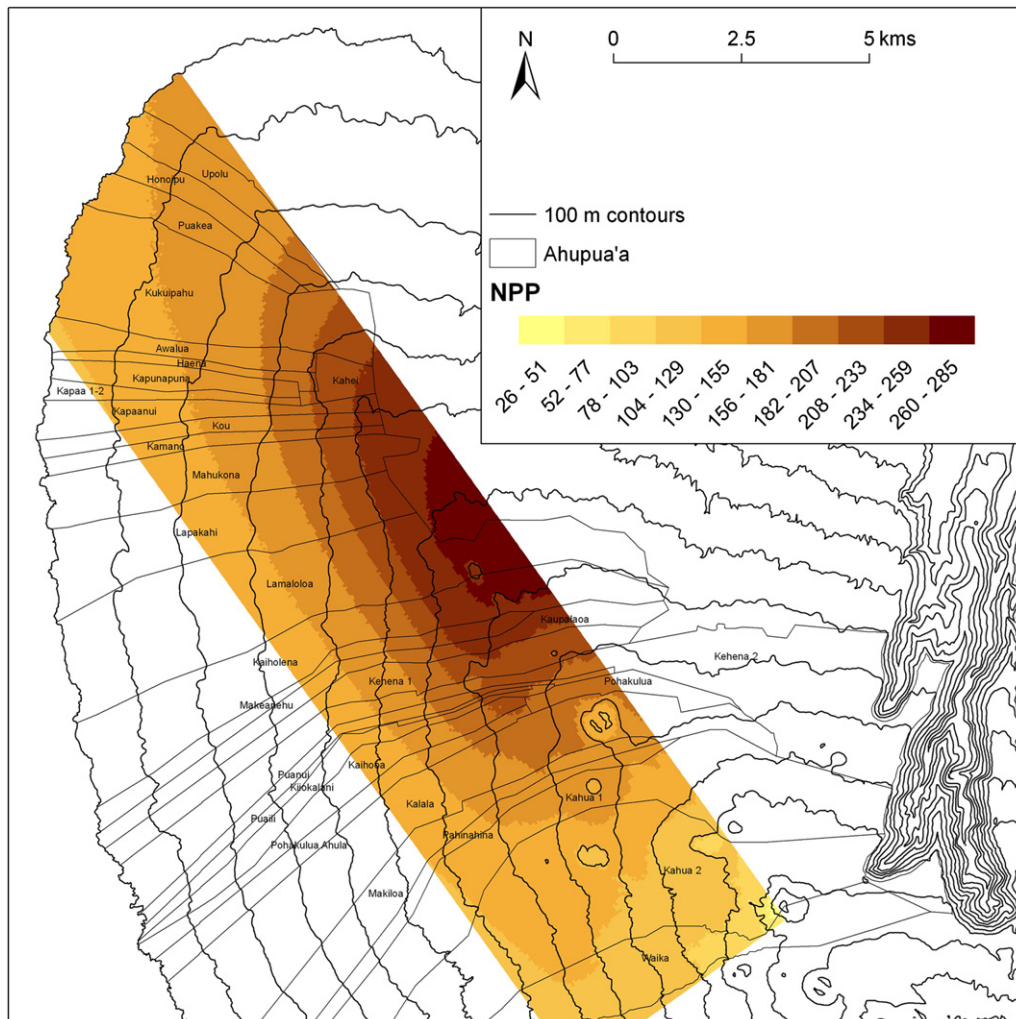 N
0 2.5 5 kms
100 m contours
Ahupua'a
NPP
26 - 51
52 - 77
78 - 103
104 - 129
130 - 155
156 - 181
182 - 207
208 - 233
234 - 259
260 - 285
Upolu
Honoipu
Puakea
Kukuipahu
Awalua
Haena
Kapunapuna
Kahei
Kapaa 1-2
Kapaanui
Kou
Kamano
Mahukona
Lapakahi
Lamaloloa
Kaupalaoa
Kehena 2
Kaiholena
Kehena 1
Pohakulua
Makeanehu
Kaihooa
Puanui
Kiiokalani
Kahua 1
Kalala
Puaili
Pahinahina
Pohakulua Ahula
Kahua 2
Makiloa
Waika